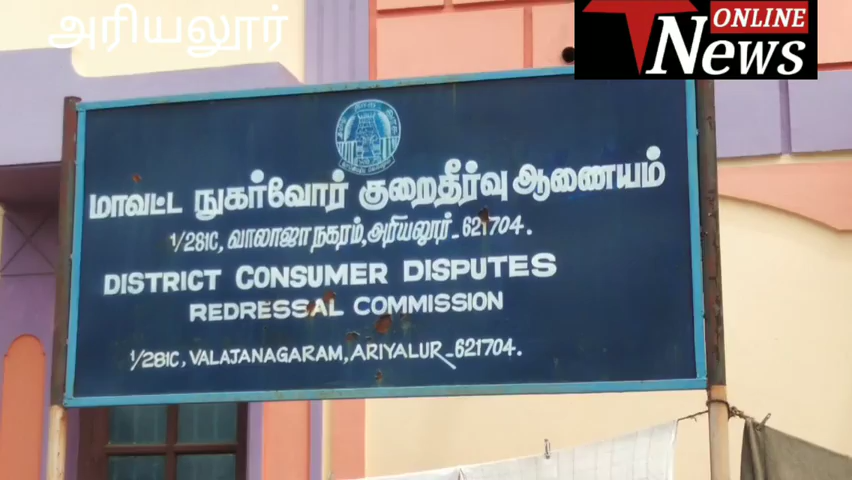 அரியலூர்
T ONLINE
NEWS
மாவட்ட நுகர்வோர் குறைதீர்வு ஆணையம்
1/281C, வாலாஜாநகரம், அரியலூர் - 621704.
DISTRICT CONSUMER DISPUTES
REDRESSAL COMMISSION
1/281C, VALAJANAGARAM, ARIYALUR - 621704.